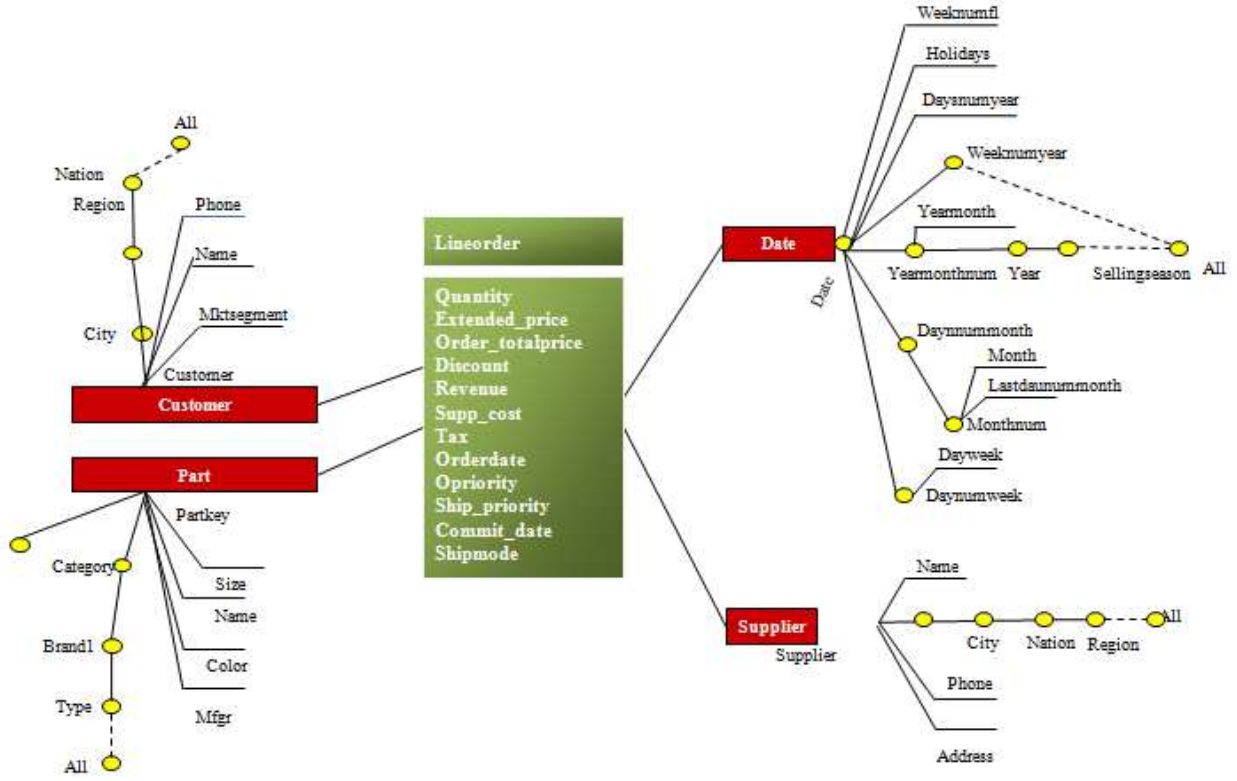 Weeknumfl
Holidays
Daysnumyear
Weeknumyear
Yearmonth
Date
Date
Yearmonthnum
Year
Sellingseason
All
Daynnummonth
Month
Lastdaunummonth
Monthnum
Dayweek
Daynumweek
All
Nation
Region
Phone
Name
Mktsegment
City
Customer
Customer
Lineorder
Quantity
Extended_price
Order_totalprice
Discount
Revenue
Supp_cost
Tax
Orderdate
Opriority
Ship_priority
Commit_date
Shipmode
Part
Partkey
Category
Size
Name
Brand1
Color
Type
Mfgr
All
Supplier
Supplier
Name
City
Nation
Region
All
Phone
Address